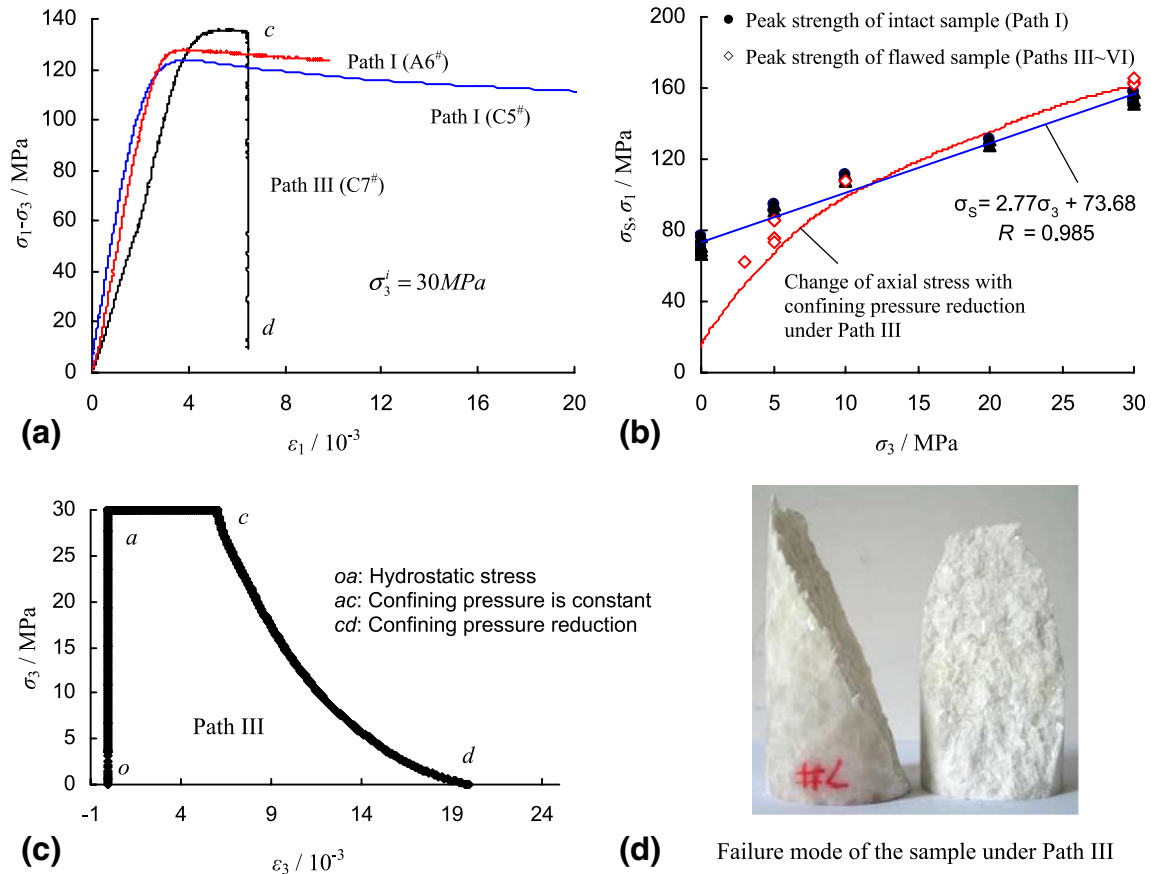 σ1-σ3 / MPa
140
120
100
80
60
40
20
0
c
Path I (A6#)
Path I (C5#)
Path III (C7#)
σ3^i = 30MPa
d
0 4 8 12 16 20
ε1 / 10^-3
(a)
σS, σ1 / MPa
200
160
120
80
40
0
Peak strength of intact sample (Path I)
Peak strength of flawed sample (Paths III~VI)
σS = 2.77σ3 + 73.68
R = 0.985
Change of axial stress with
confining pressure reduction
under Path III
0 5 10 15 20 25 30
σ3 / MPa
(b)
σ3 / MPa
30
25
20
15
10
5
0
a
c
oa: Hydrostatic stress
ac: Confining pressure is constant
cd: Confining pressure reduction
Path III
o
d
-1 4 9 14 19 24
ε3 / 10^-3
(c)
7#
(d)
Failure mode of the sample under Path III